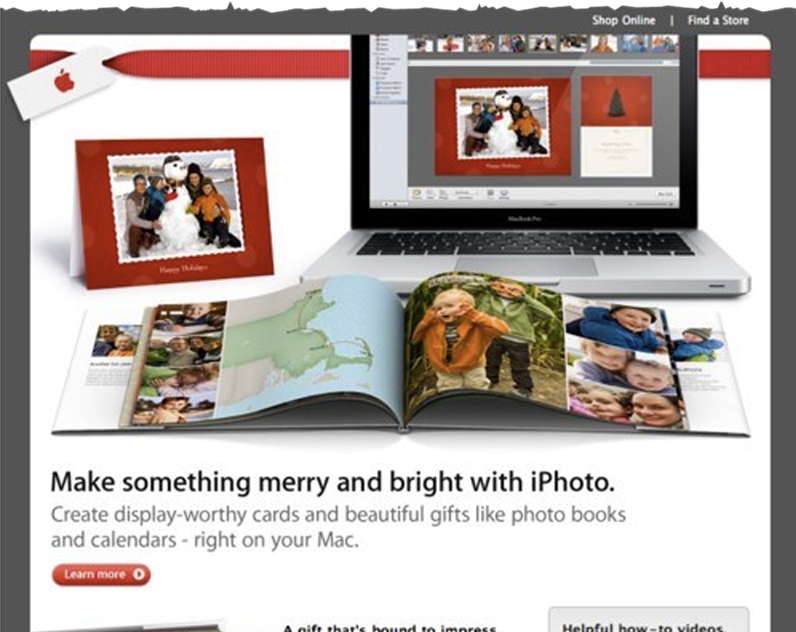 Shop Online | Find a Store
MacBook Pro
Happy Holidays
Happy Holidays
Make something merry and bright with iPhoto.
Create display-worthy cards and beautiful gifts like photo books
and calendars - right on your Mac.
Learn more
A gift that's bound to impress.
Helpful how-to videos.